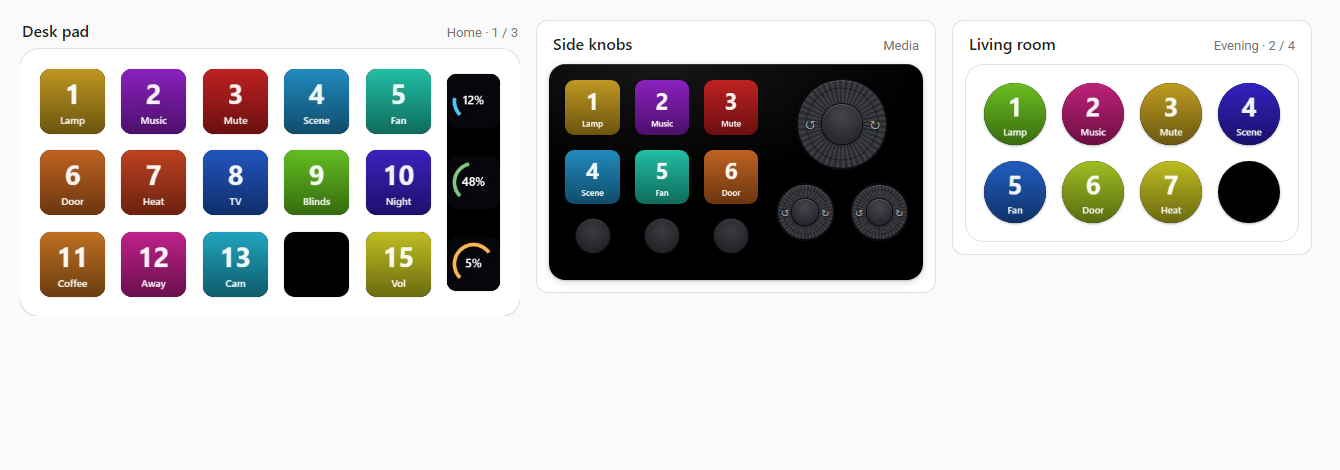 Desk pad
Home · 1 / 3
1 2 3 4 5
Lamp Music Mute Scene Fan
12%
6 7 8 9 10
Door Heat TV Blinds Night
48%
11 12 13 15
Coffee Away Cam Vol
5%
Side knobs
Media
1 2 3
Lamp Music Mute
↺ ↻
4 5 6
Scene Fan Door
↺ ↻ ↺ ↻
Living room
Evening · 2 / 4
1 2 3 4
Lamp Music Mute Scene
5 6 7
Fan Door Heat